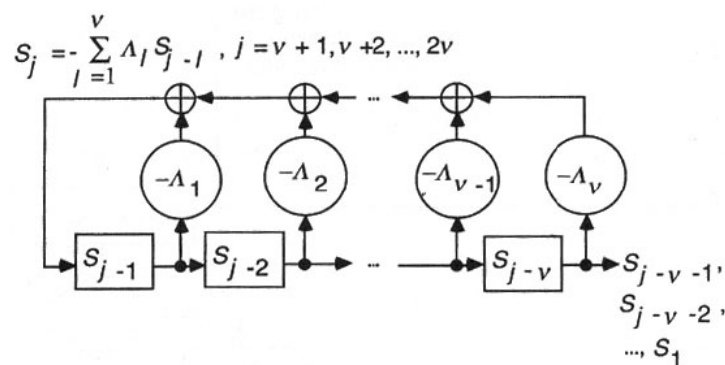 S_j = - Σ_{l=1}^{ν} Λ_l S_{j-l} , j = ν + 1, ν + 2, ..., 2ν
...
-Λ_1 -Λ_2 -Λ_{ν-1} -Λ_ν
S_{j-1} S_{j-2} ... S_{j-ν} S_{j-ν-1},
S_{j-ν-2},
..., S_1